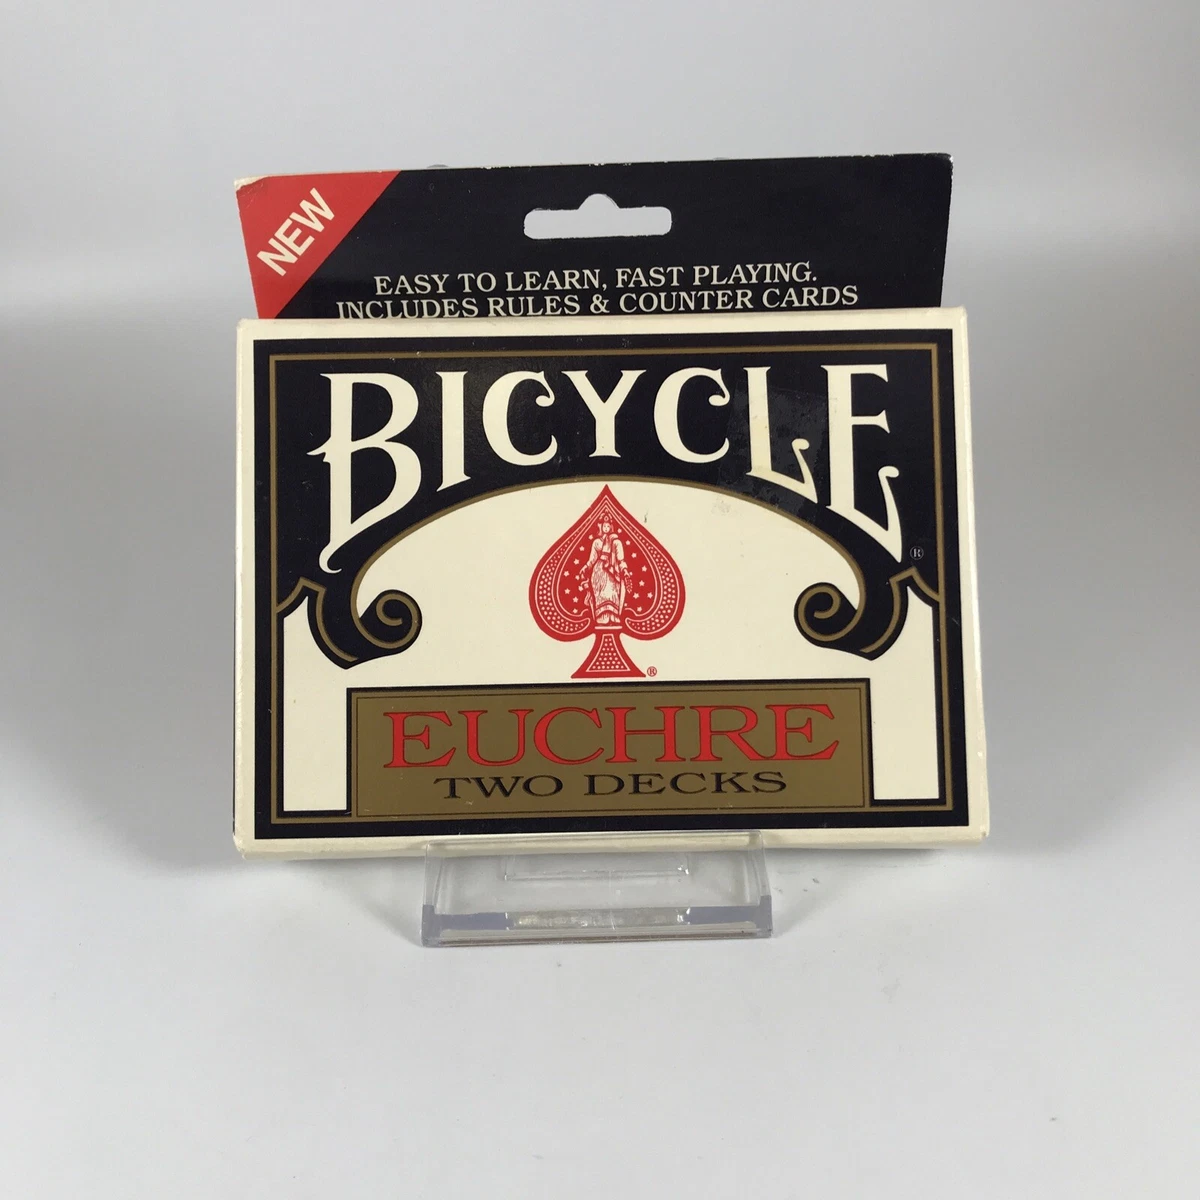 NEW
EASY TO LEARN, FAST PLAYING.
INCLUDES RULES & COUNTER CARDS
BICYCLE ®
®
EUCHRE
TWO DECKS